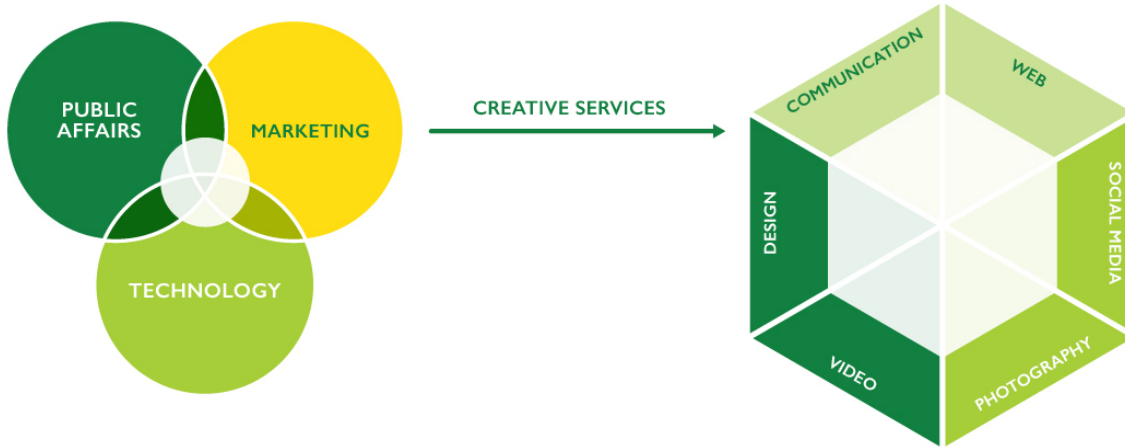 PUBLIC
AFFAIRS
MARKETING
TECHNOLOGY
CREATIVE SERVICES
COMMUNICATION
WEB
DESIGN
SOCIAL MEDIA
VIDEO
PHOTOGRAPHY